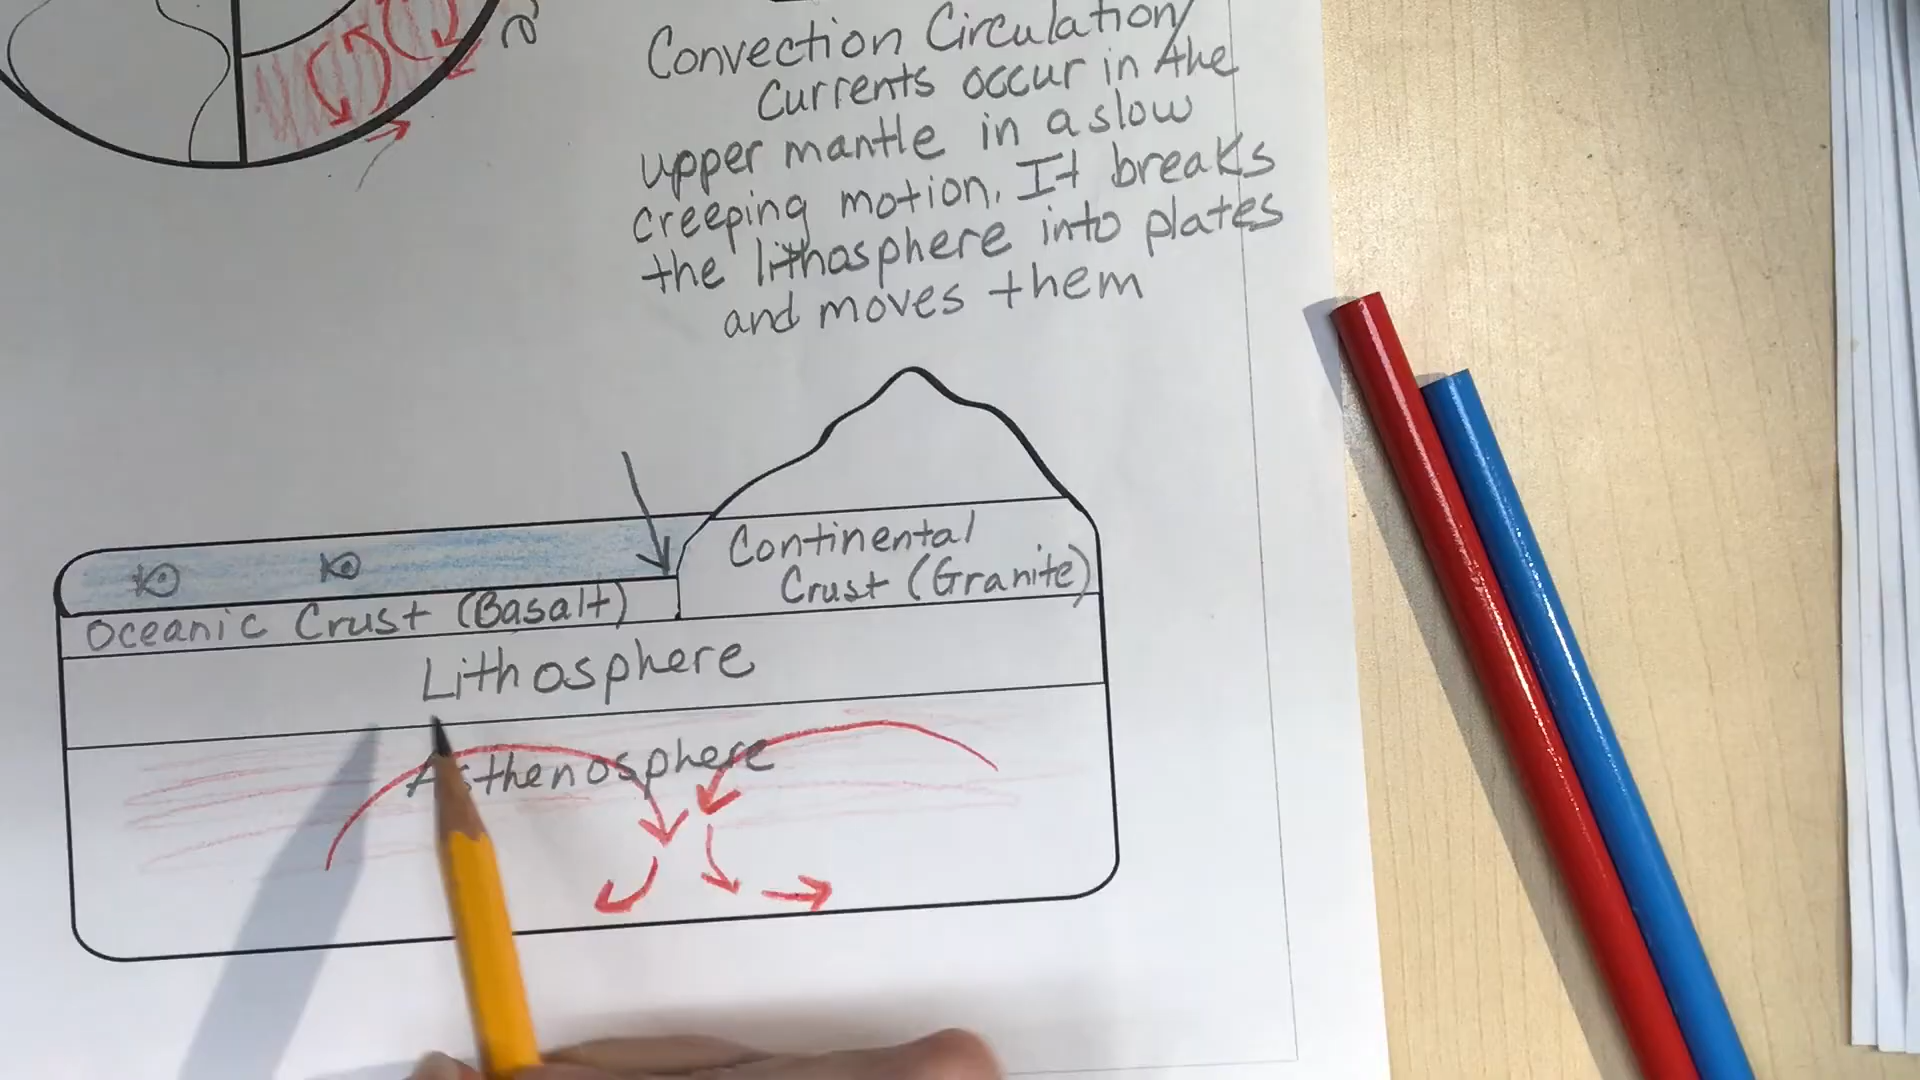 Convection Circulation
Currents occur in the
upper mantle in a slow
creeping motion. It breaks
the lithosphere into plates
and moves them
Continental
Crust (Granite)
Oceanic Crust (Basalt)
Lithosphere
Asthenosphere